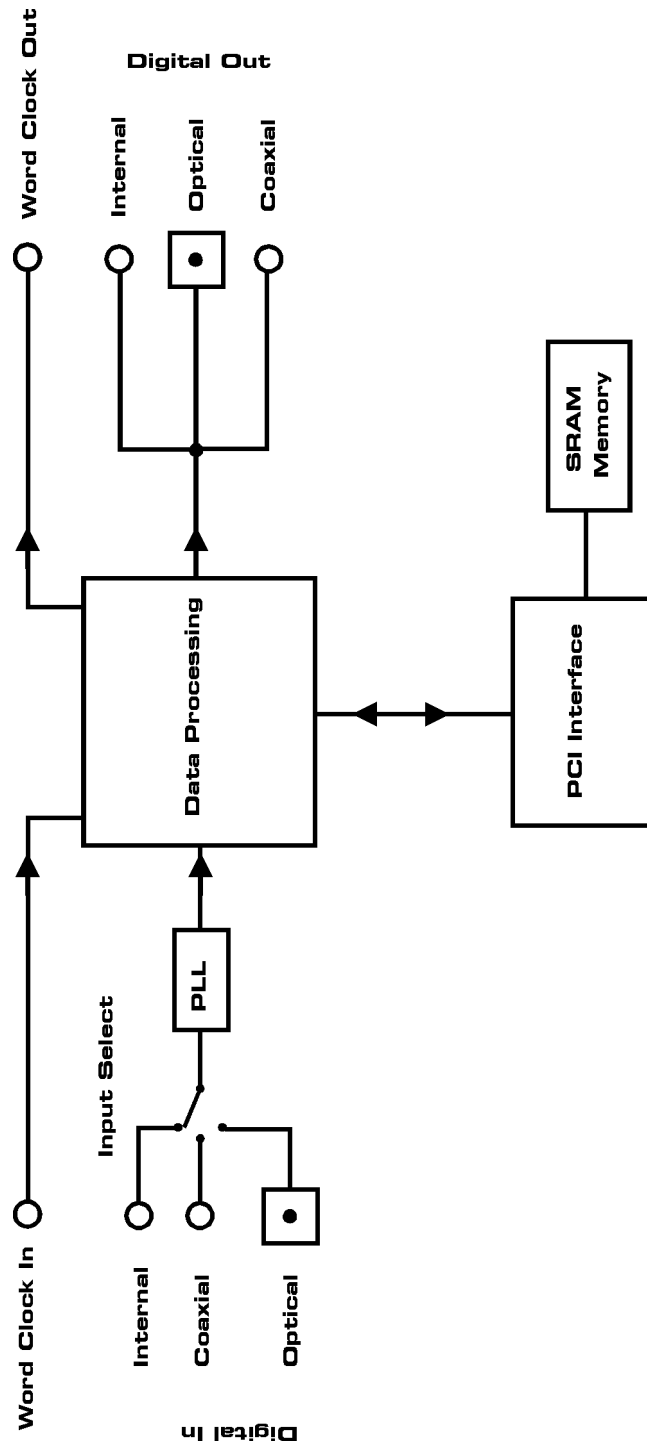 Word Clock In
Word Clock Out
Digital In
Internal
Coaxial
Optical
Input Select
PLL
Data Processing
Digital Out
Internal
Optical
Coaxial
PCI Interface
SRAM
Memory